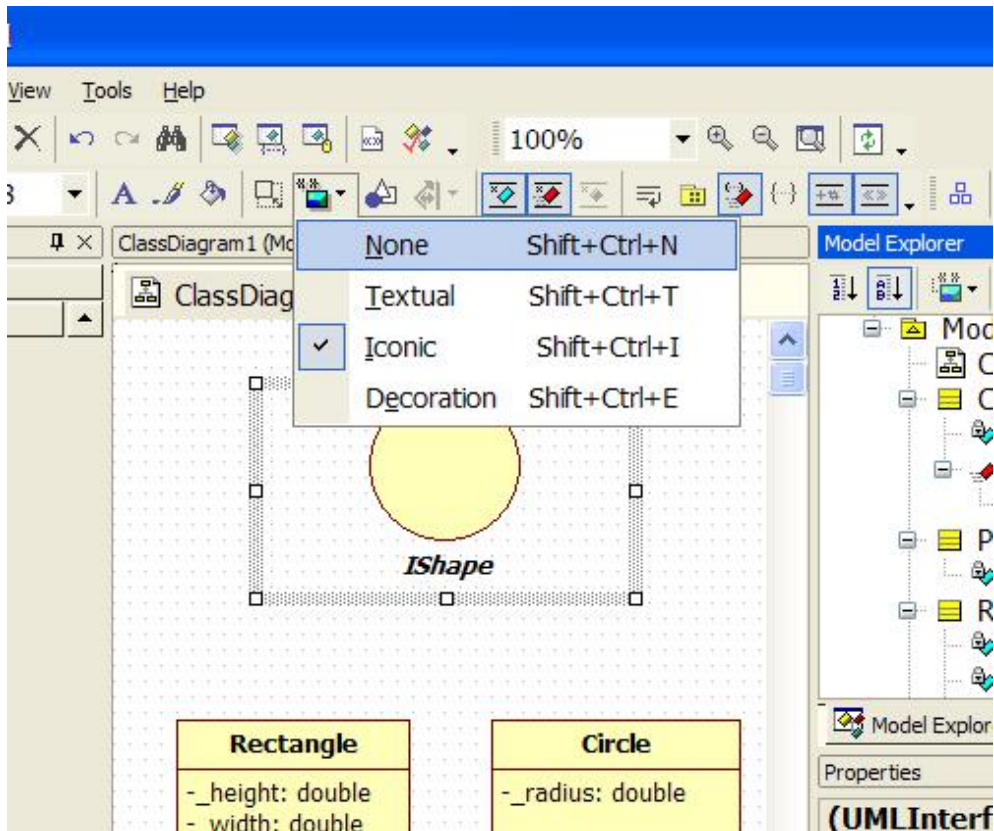 View Tools Help
100%
ClassDiagram1 (Mo
Model Explorer
ClassDiag
None Shift+Ctrl+N
Textual Shift+Ctrl+T
Iconic Shift+Ctrl+I
Decoration Shift+Ctrl+E
Mod
C
C
P
R
IShape
Rectangle
-_height: double
-_width: double
Circle
-_radius: double
Model Explor
Properties
(UMLInterf